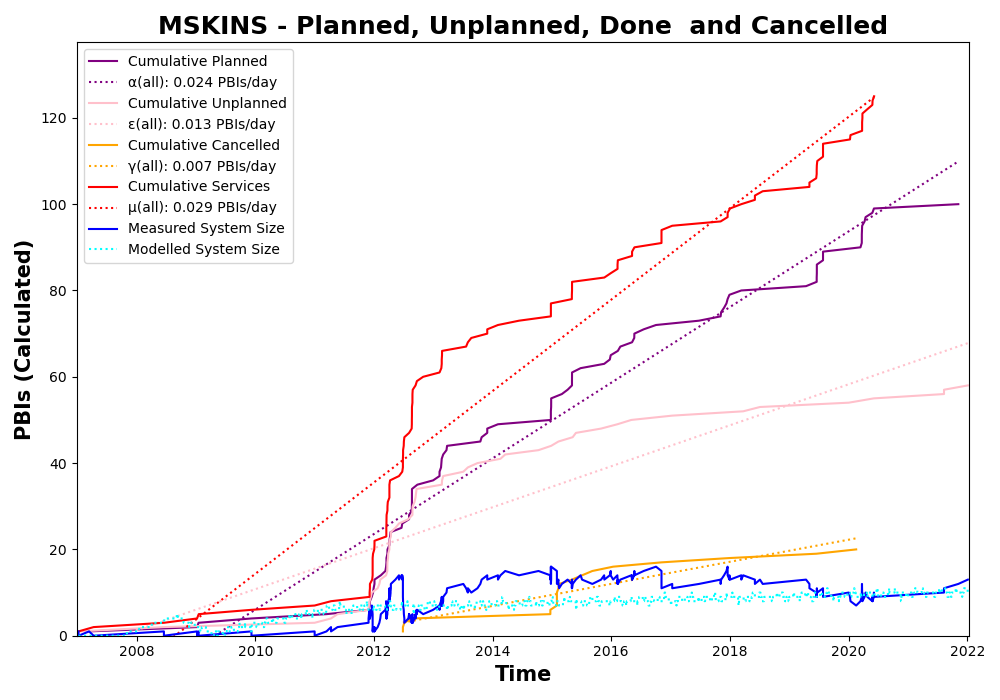 MSKINS - Planned, Unplanned, Done  and Cancelled
Cumulative Planned
α(all): 0.024 PBIs/day
Cumulative Unplanned
ε(all): 0.013 PBIs/day
Cumulative Cancelled
γ(all): 0.007 PBIs/day
Cumulative Services
μ(all): 0.029 PBIs/day
Measured System Size
Modelled System Size
PBIs (Calculated)
120
100
80
60
40
20
0
2008 2010 2012 2014 2016 2018 2020 2022
Time